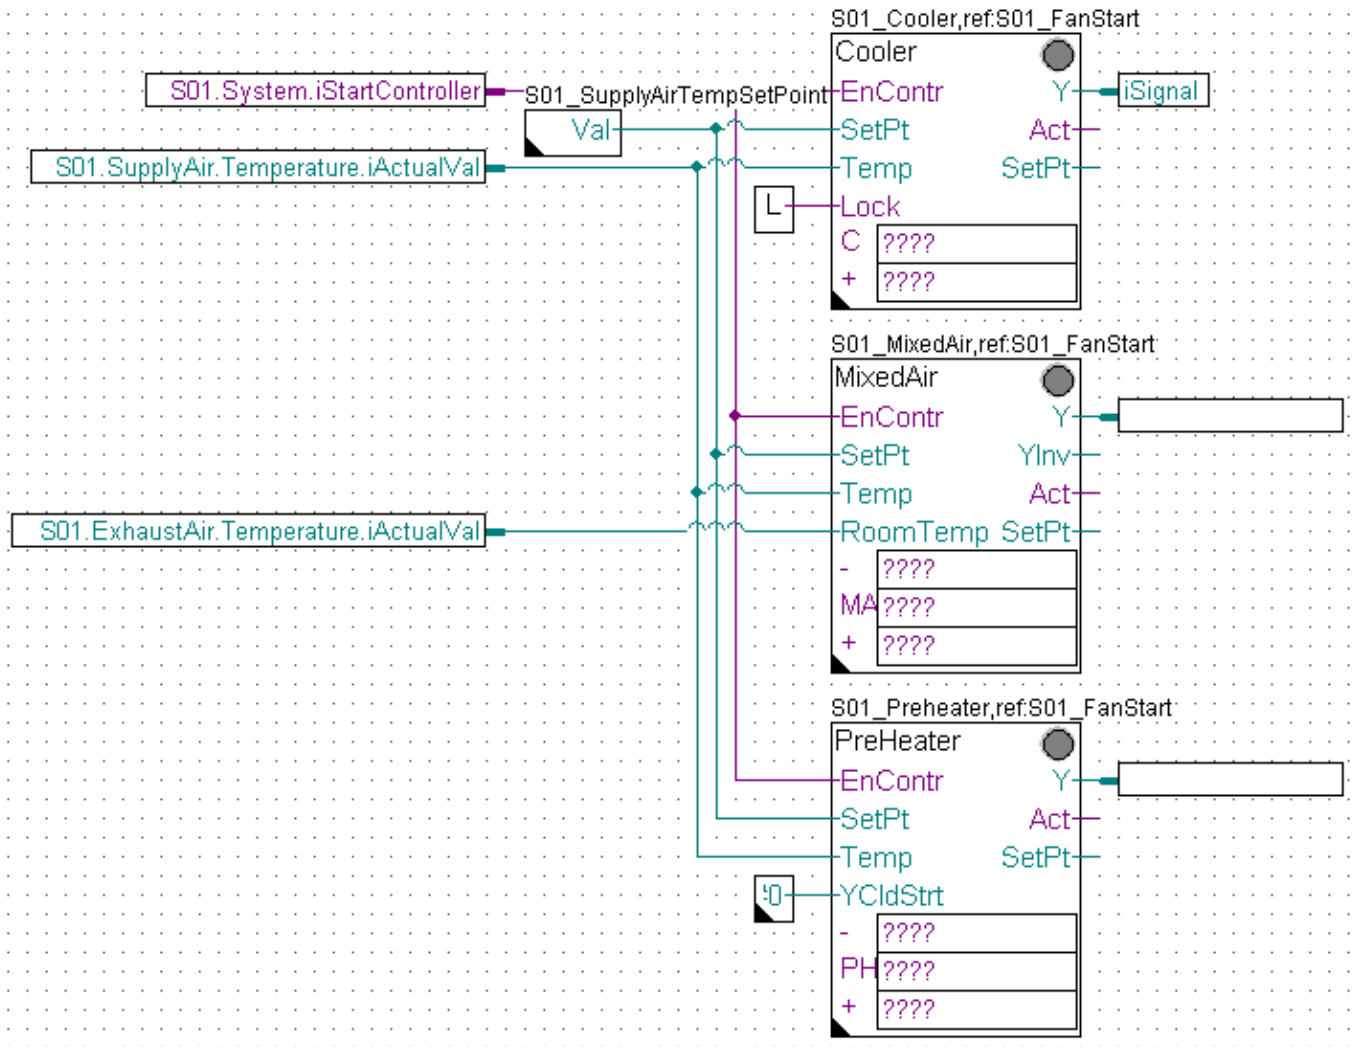 S01_Cooler,ref:S01_FanStart
Cooler
S01.System.iStartController
S01_SupplyAirTempSetPoint
EnContr Y
iSignal
Val
SetPt Act
S01.SupplyAir.Temperature.iActualVal
Temp SetPt
L
Lock
C ????
+ ????
S01_MixedAir,ref:S01_FanStart
MixedAir
EnContr Y
SetPt YInv
Temp Act
S01.ExhaustAir.Temperature.iActualVal
RoomTemp SetPt
- ????
MA ????
+ ????
S01_Preheater,ref:S01_FanStart
PreHeater
EnContr Y
SetPt Act
Temp SetPt
YCldStrt
- ????
PH ????
+ ????